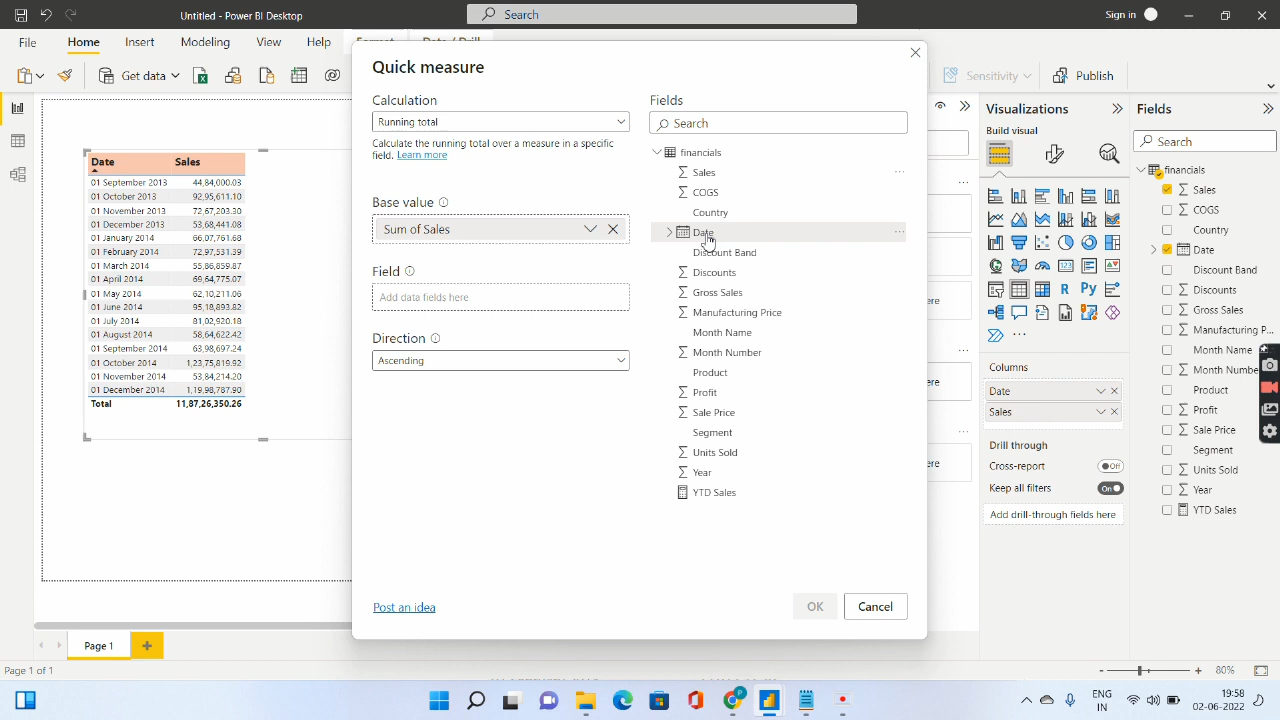 Untitled - Power BI Desktop
Search
Sign in
File
Home
Insert
Modeling
View
Help
Get data
Sensitivity
Publish
Quick measure
Calculation
Running total
Calculate the running total over a measure in a specific
field. Learn more
Base value
Sum of Sales
Field
Add data fields here
Direction
Ascending
Fields
Search
financials
Sales
COGS
Country
Date
Discount Band
Discounts
Gross Sales
Manufacturing Price
Month Name
Month Number
Product
Profit
Sale Price
Segment
Units Sold
Year
YTD Sales
Post an idea
OK
Cancel
Date Sales
01 September 2013 44,84,000.03
01 October 2013 92,95,611.10
01 November 2013 72,67,203.30
01 December 2013 53,68,441.08
01 January 2014 66,07,761.68
01 February 2014 72,97,531.39
01 March 2014 55,86,859.87
01 April 2014 69,64,775.07
01 May 2014 62,10,211.06
01 June 2014 95,18,893.82
01 July 2014 81,02,920.18
01 August 2014 58,64,622.42
01 September 2014 63,98,697.24
01 October 2014 1,23,75,819.92
01 November 2014 53,84,214.20
01 December 2014 1,19,98,787.90
Total 11,87,26,350.26
ere
ere
ere
Visualizations
Build visual
R
Py
Columns
Date
Sales
Drill through
Cross-report
Off
Keep all filters
On
Add drill-through fields here
Fields
Search
financials
Sales
COGS
Country
Date
Discount Band
Discounts
Gross Sales
Manufacturing P...
Month Name
Month Numbe
Product
Profit
Sale Price
Segment
Units Sold
Year
YTD Sales
Page 1
Page 1 of 1
80%
ENG
IN
19:38
02-06-2022